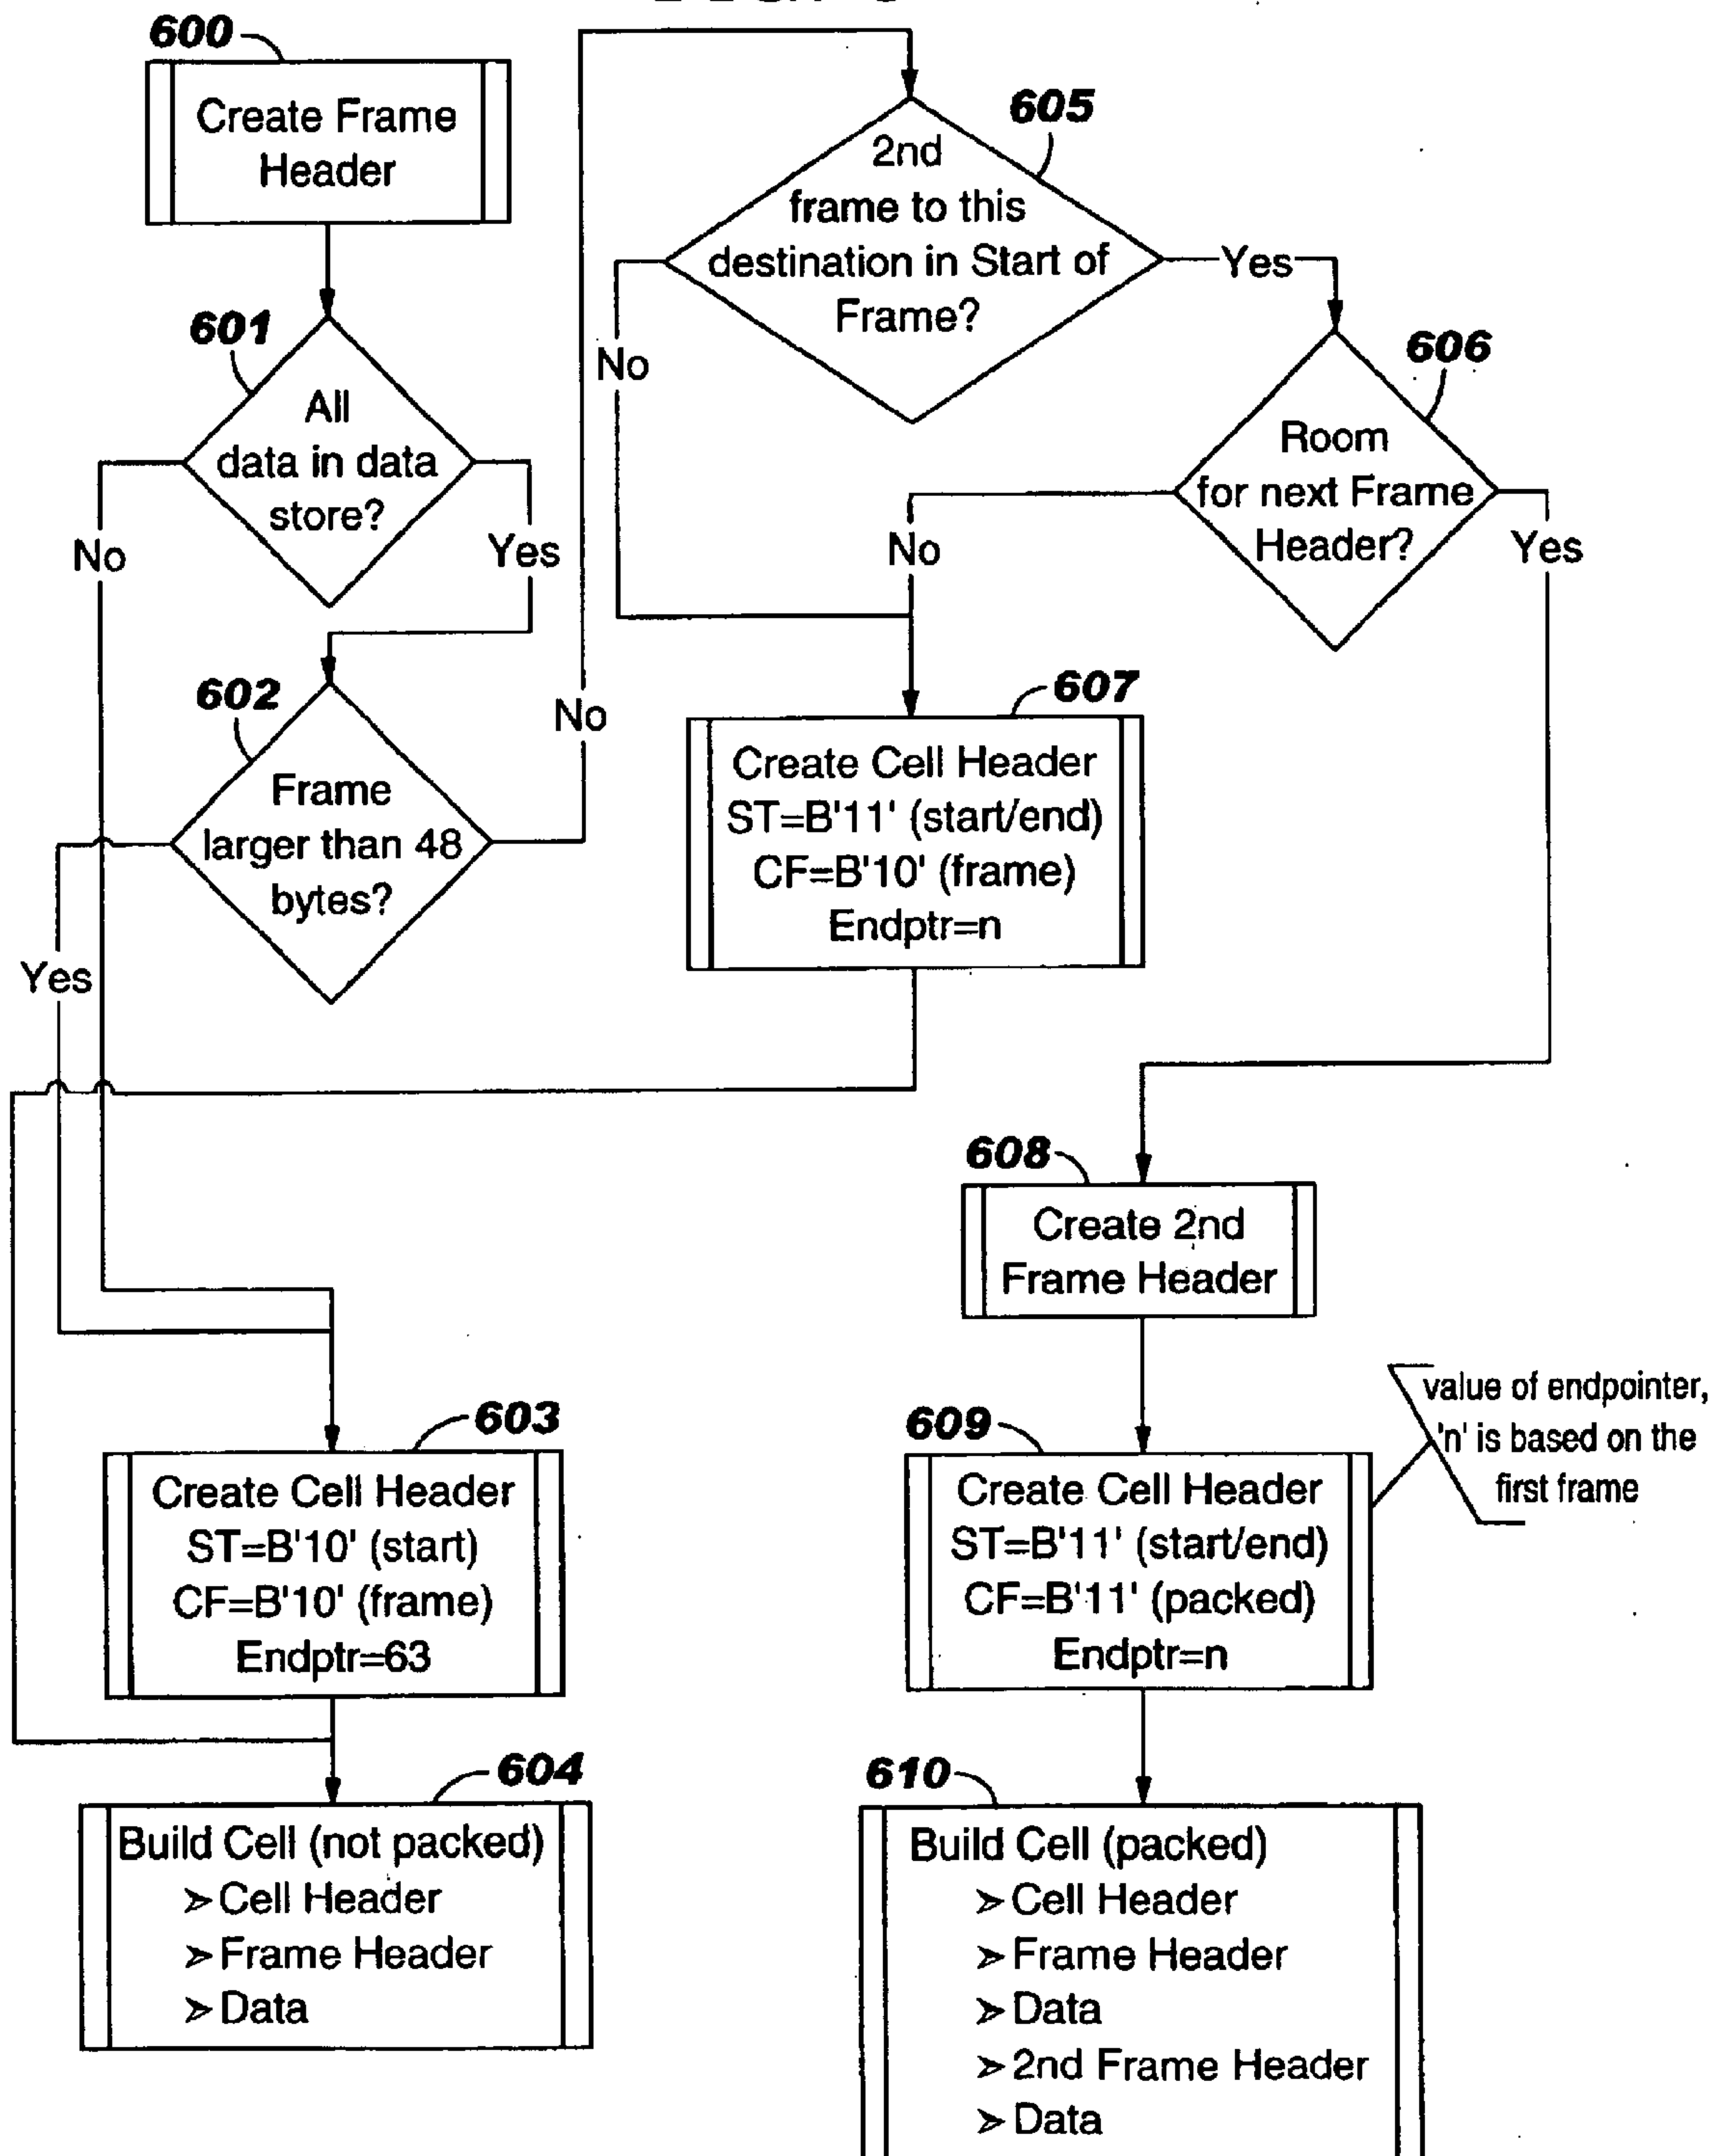 600
Create Frame
Header
601
All
data in data
store?
No
Yes
602
Frame
larger than 48
bytes?
No
Yes
605
2nd
frame to this
destination in Start of
Frame?
Yes
No
606
Room
for next Frame
Header?
No
Yes
607
Create Cell Header
ST=B'11' (start/end)
CF=B'10' (frame)
Endptr=n
608
Create 2nd
Frame Header
603
Create Cell Header
ST=B'10' (start)
CF=B'10' (frame)
Endptr=63
609
Create Cell Header
ST=B'11' (start/end)
CF=B'11' (packed)
Endptr=n
value of endpointer,
'n' is based on the
first frame
604
Build Cell (not packed)
➢Cell Header
➢Frame Header
➢Data
610
Build Cell (packed)
➢Cell Header
➢Frame Header
➢Data
➢2nd Frame Header
➢Data